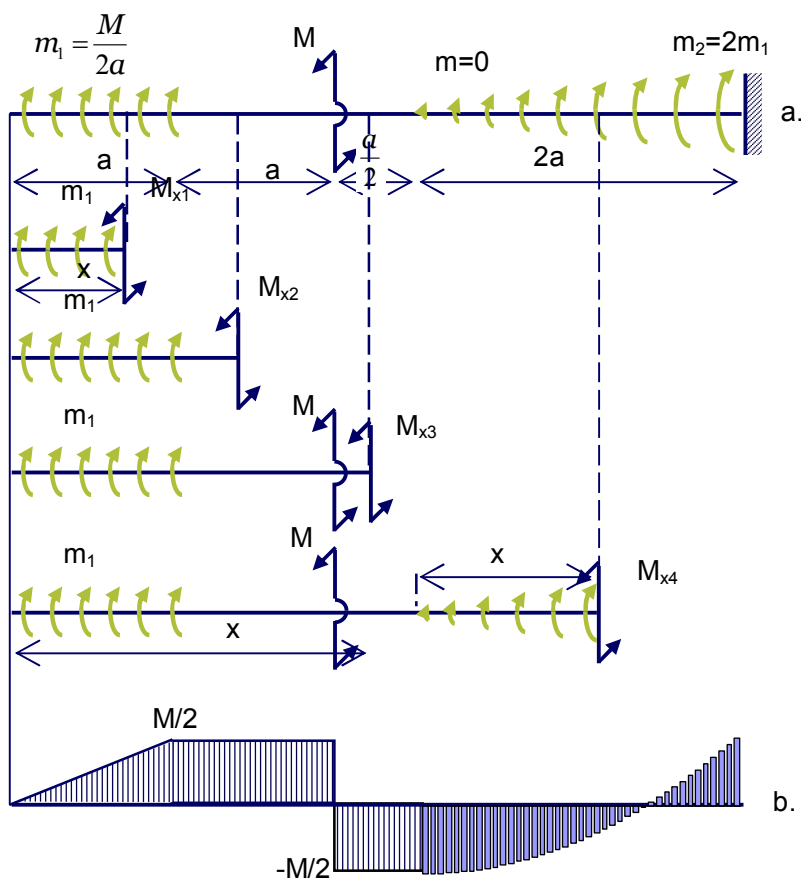 m₁ = M/2a
M
m=0
m₂=2m₁
a.
a
a
a/2
2a
m₁
Mx1
x
m₁
Mx2
m₁
M
Mx3
m₁
M
x
Mx4
x
M/2
-M/2
b.